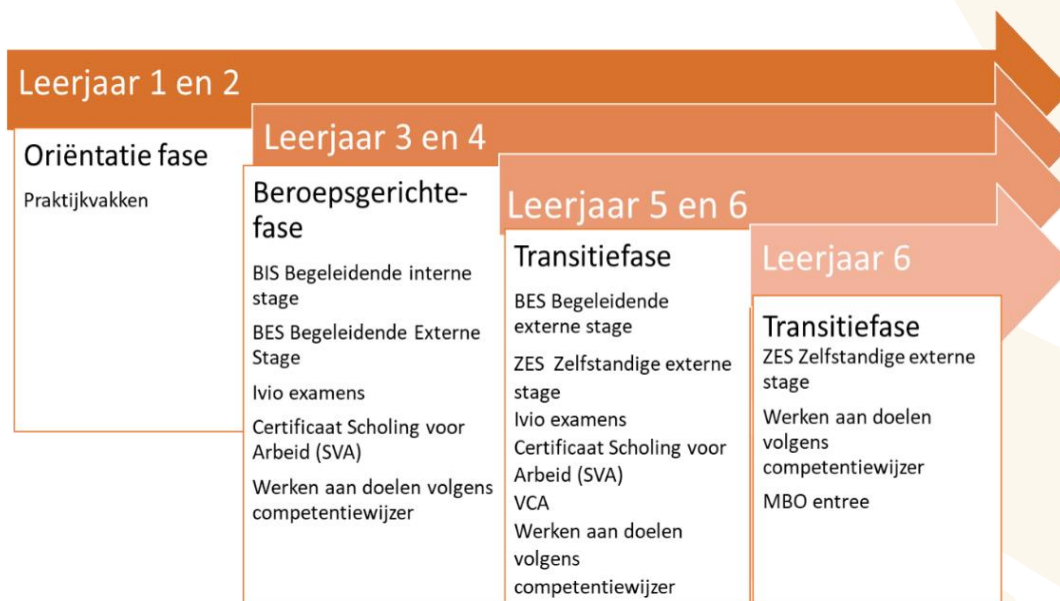 Leerjaar 1 en 2
Oriëntatie fase
Praktijkvakken
Leerjaar 3 en 4
Beroepsgerichte-
fase
BIS Begeleidende interne
stage
BES Begeleidende Externe
Stage
Ivio examens
Certificaat Scholing voor
Arbeid (SVA)
Werken aan doelen volgens
competentiewijzer
Leerjaar 5 en 6
Transitiefase
BES Begeleidende
externe stage
ZES Zelfstandige externe
stage
Ivio examens
Certificaat Scholing voor
Arbeid (SVA)
VCA
Werken aan doelen
volgens
competentiewijzer
Leerjaar 6
Transitiefase
ZES Zelfstandige externe
stage
Werken aan doelen
volgens
competentiewijzer
MBO entree